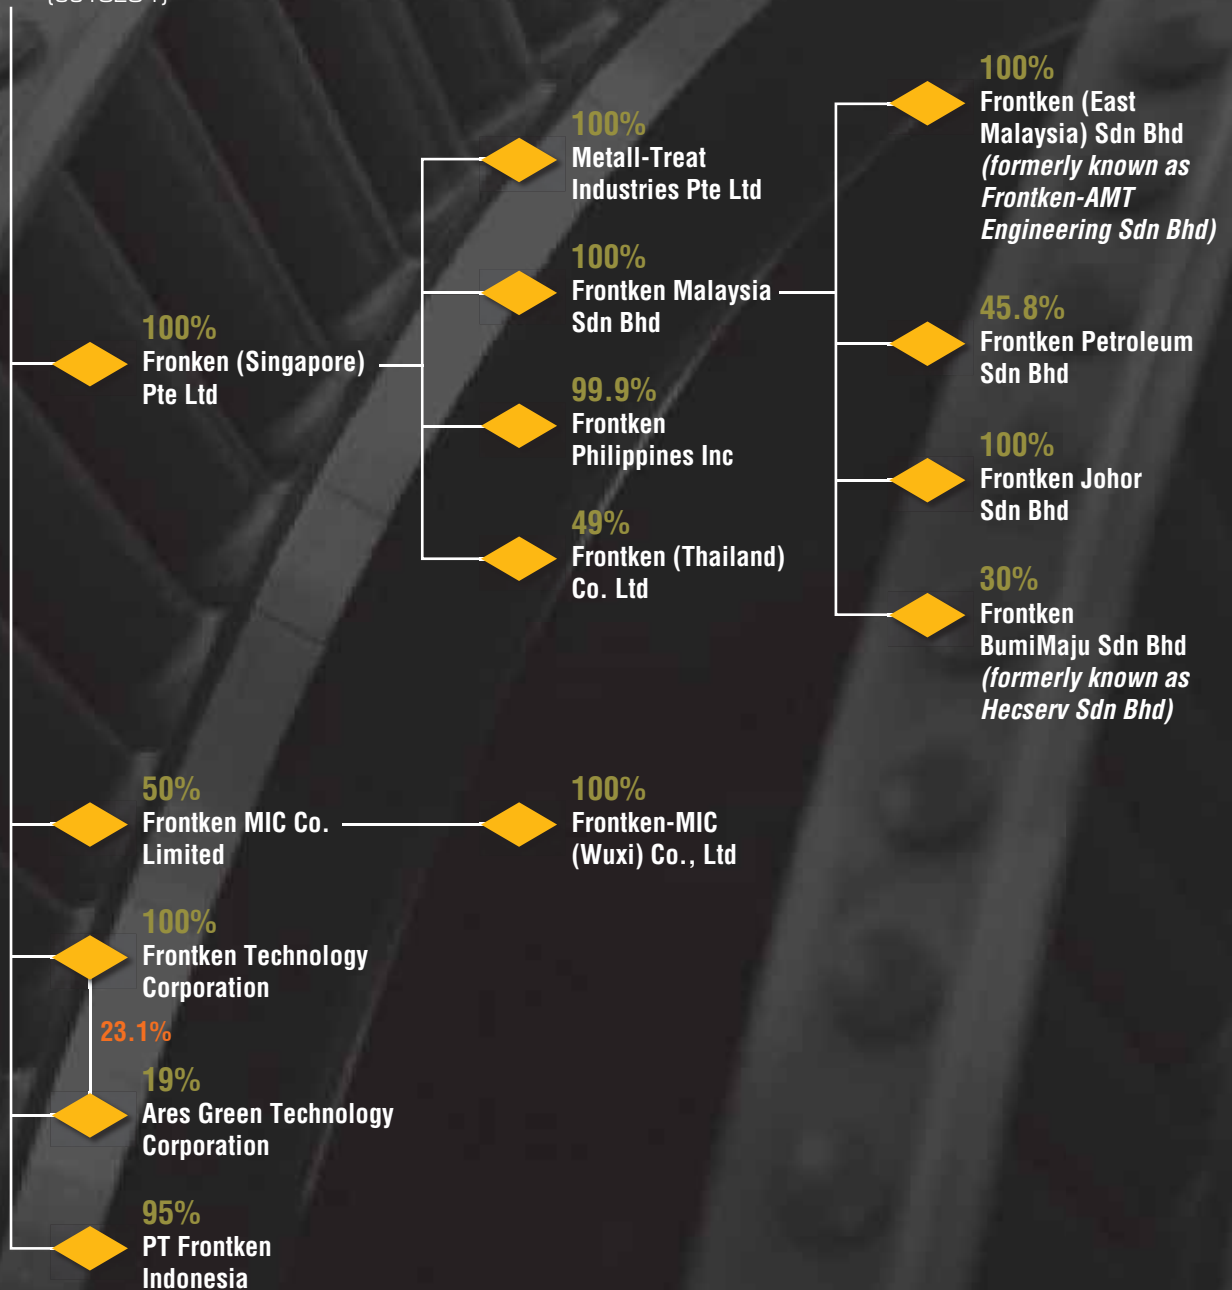 100%
Fronken (Singapore)
Pte Ltd
100%
Metall-Treat
Industries Pte Ltd
100%
Frontken Malaysia
Sdn Bhd
99.9%
Frontken
Philippines Inc
49%
Frontken (Thailand)
Co. Ltd
100%
Frontken (East
Malaysia) Sdn Bhd
(formerly known as
Frontken-AMT
Engineering Sdn Bhd)
45.8%
Frontken Petroleum
Sdn Bhd
100%
Frontken Johor
Sdn Bhd
30%
Frontken
BumiMaju Sdn Bhd
(formerly known as
Hecserv Sdn Bhd)
50%
Frontken MIC Co.
Limited
100%
Frontken-MIC
(Wuxi) Co., Ltd
100%
Frontken Technology
Corporation
23.1%
19%
Ares Green Technology
Corporation
95%
PT Frontken
Indonesia